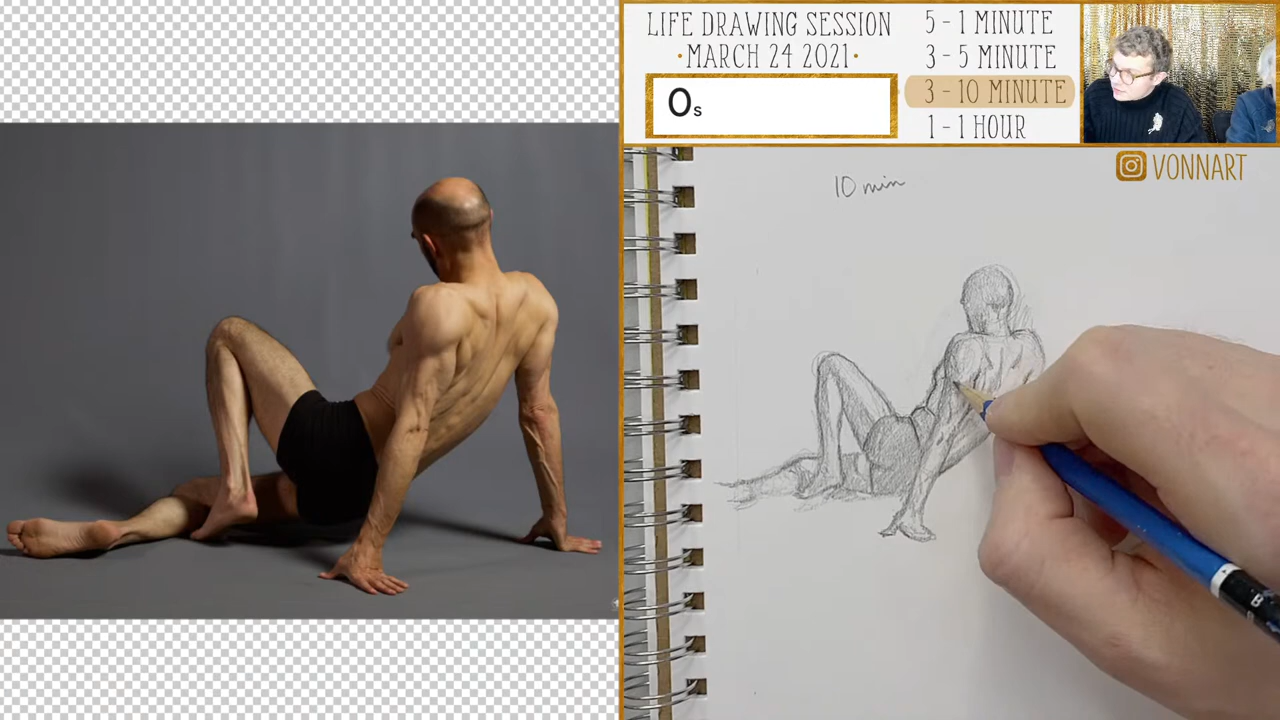 LIFE DRAWING SESSION
•MARCH 24 2021•
0s
5 - 1 MINUTE
3 - 5 MINUTE
3 - 10 MINUTE
1 - 1 HOUR
VONNART
10 min
B